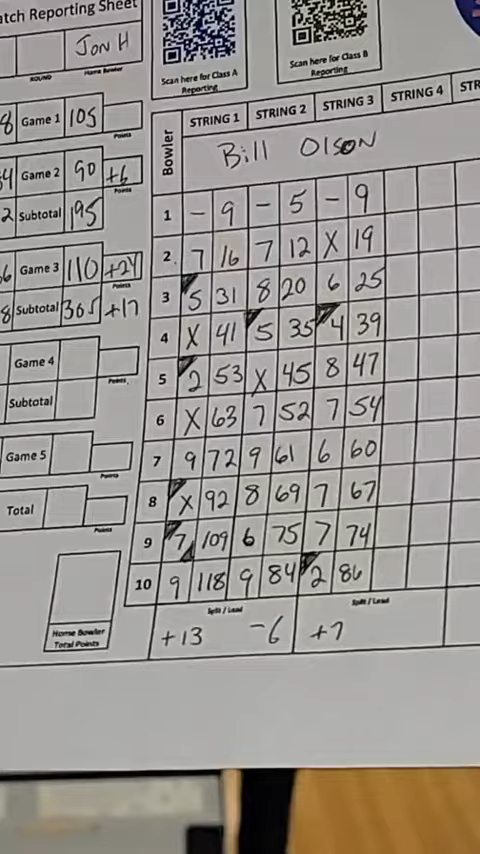 atch Reporting Sheet
JON H
ROUND
Home Bowler
Scan here for Class A
Reporting
Scan here for Class B
Reporting
8 Game 1 105
Points
4 Game 2 90 +6
Points
2 Subtotal 195
6 Game 3 110 +24
Points
8 Subtotal 305 +17
Game 4
Points
Subtotal
Game 5
Points
Total
Points
Home Bowler
Total Points
Bowler STRING 1 STRING 2 STRING 3 STRING 4 STR
Bill OLSON
1 - 9 - 5 - 9
2 7 16 7 12 X 19
3 5 31 8 20 6 25
4 X 41 5 35 4 39
5 2 53 X 45 8 47
6 X 63 7 52 7 54
7 9 72 9 61 6 60
8 X 92 8 69 7 67
9 7 109 6 75 7 74
10 9 118 9 84 2 86
Split / Lead
Split / Lead
+13 -6 +7